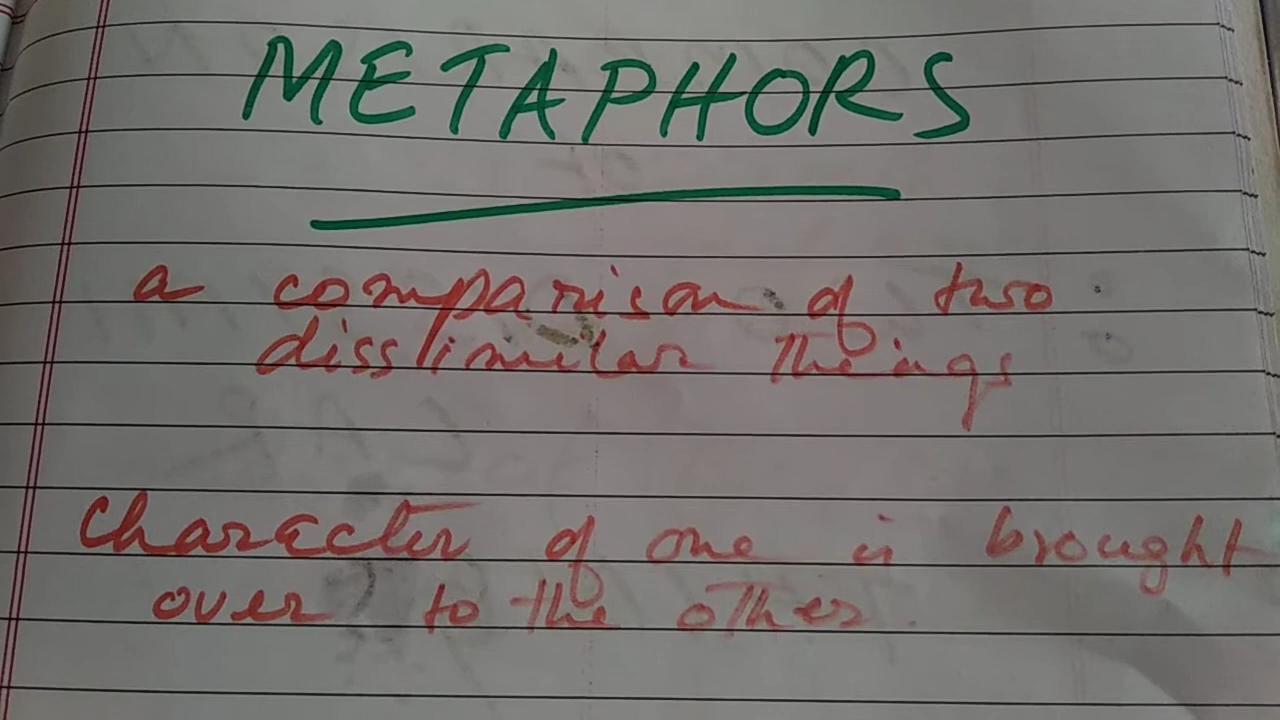 METAPHORS
a comparison of two
dissimilar things
character of one is brought
over to the other.